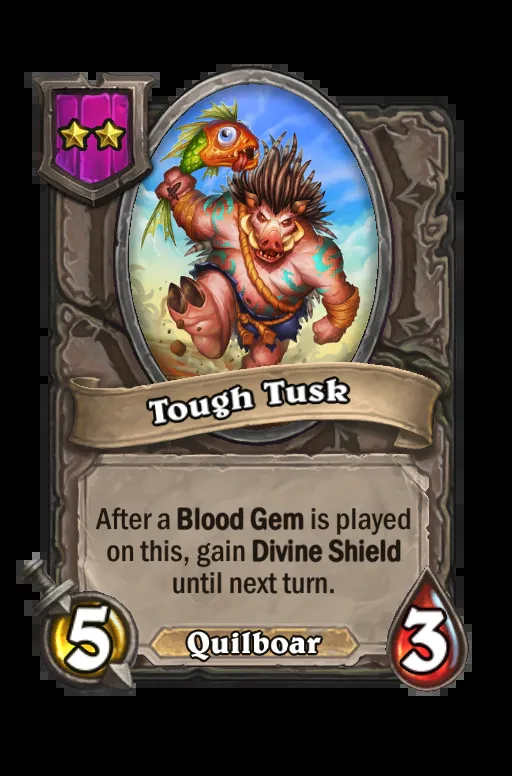 Tough Tusk
After a Blood Gem is played
on this, gain Divine Shield
until next turn.
5
Quilboar
3